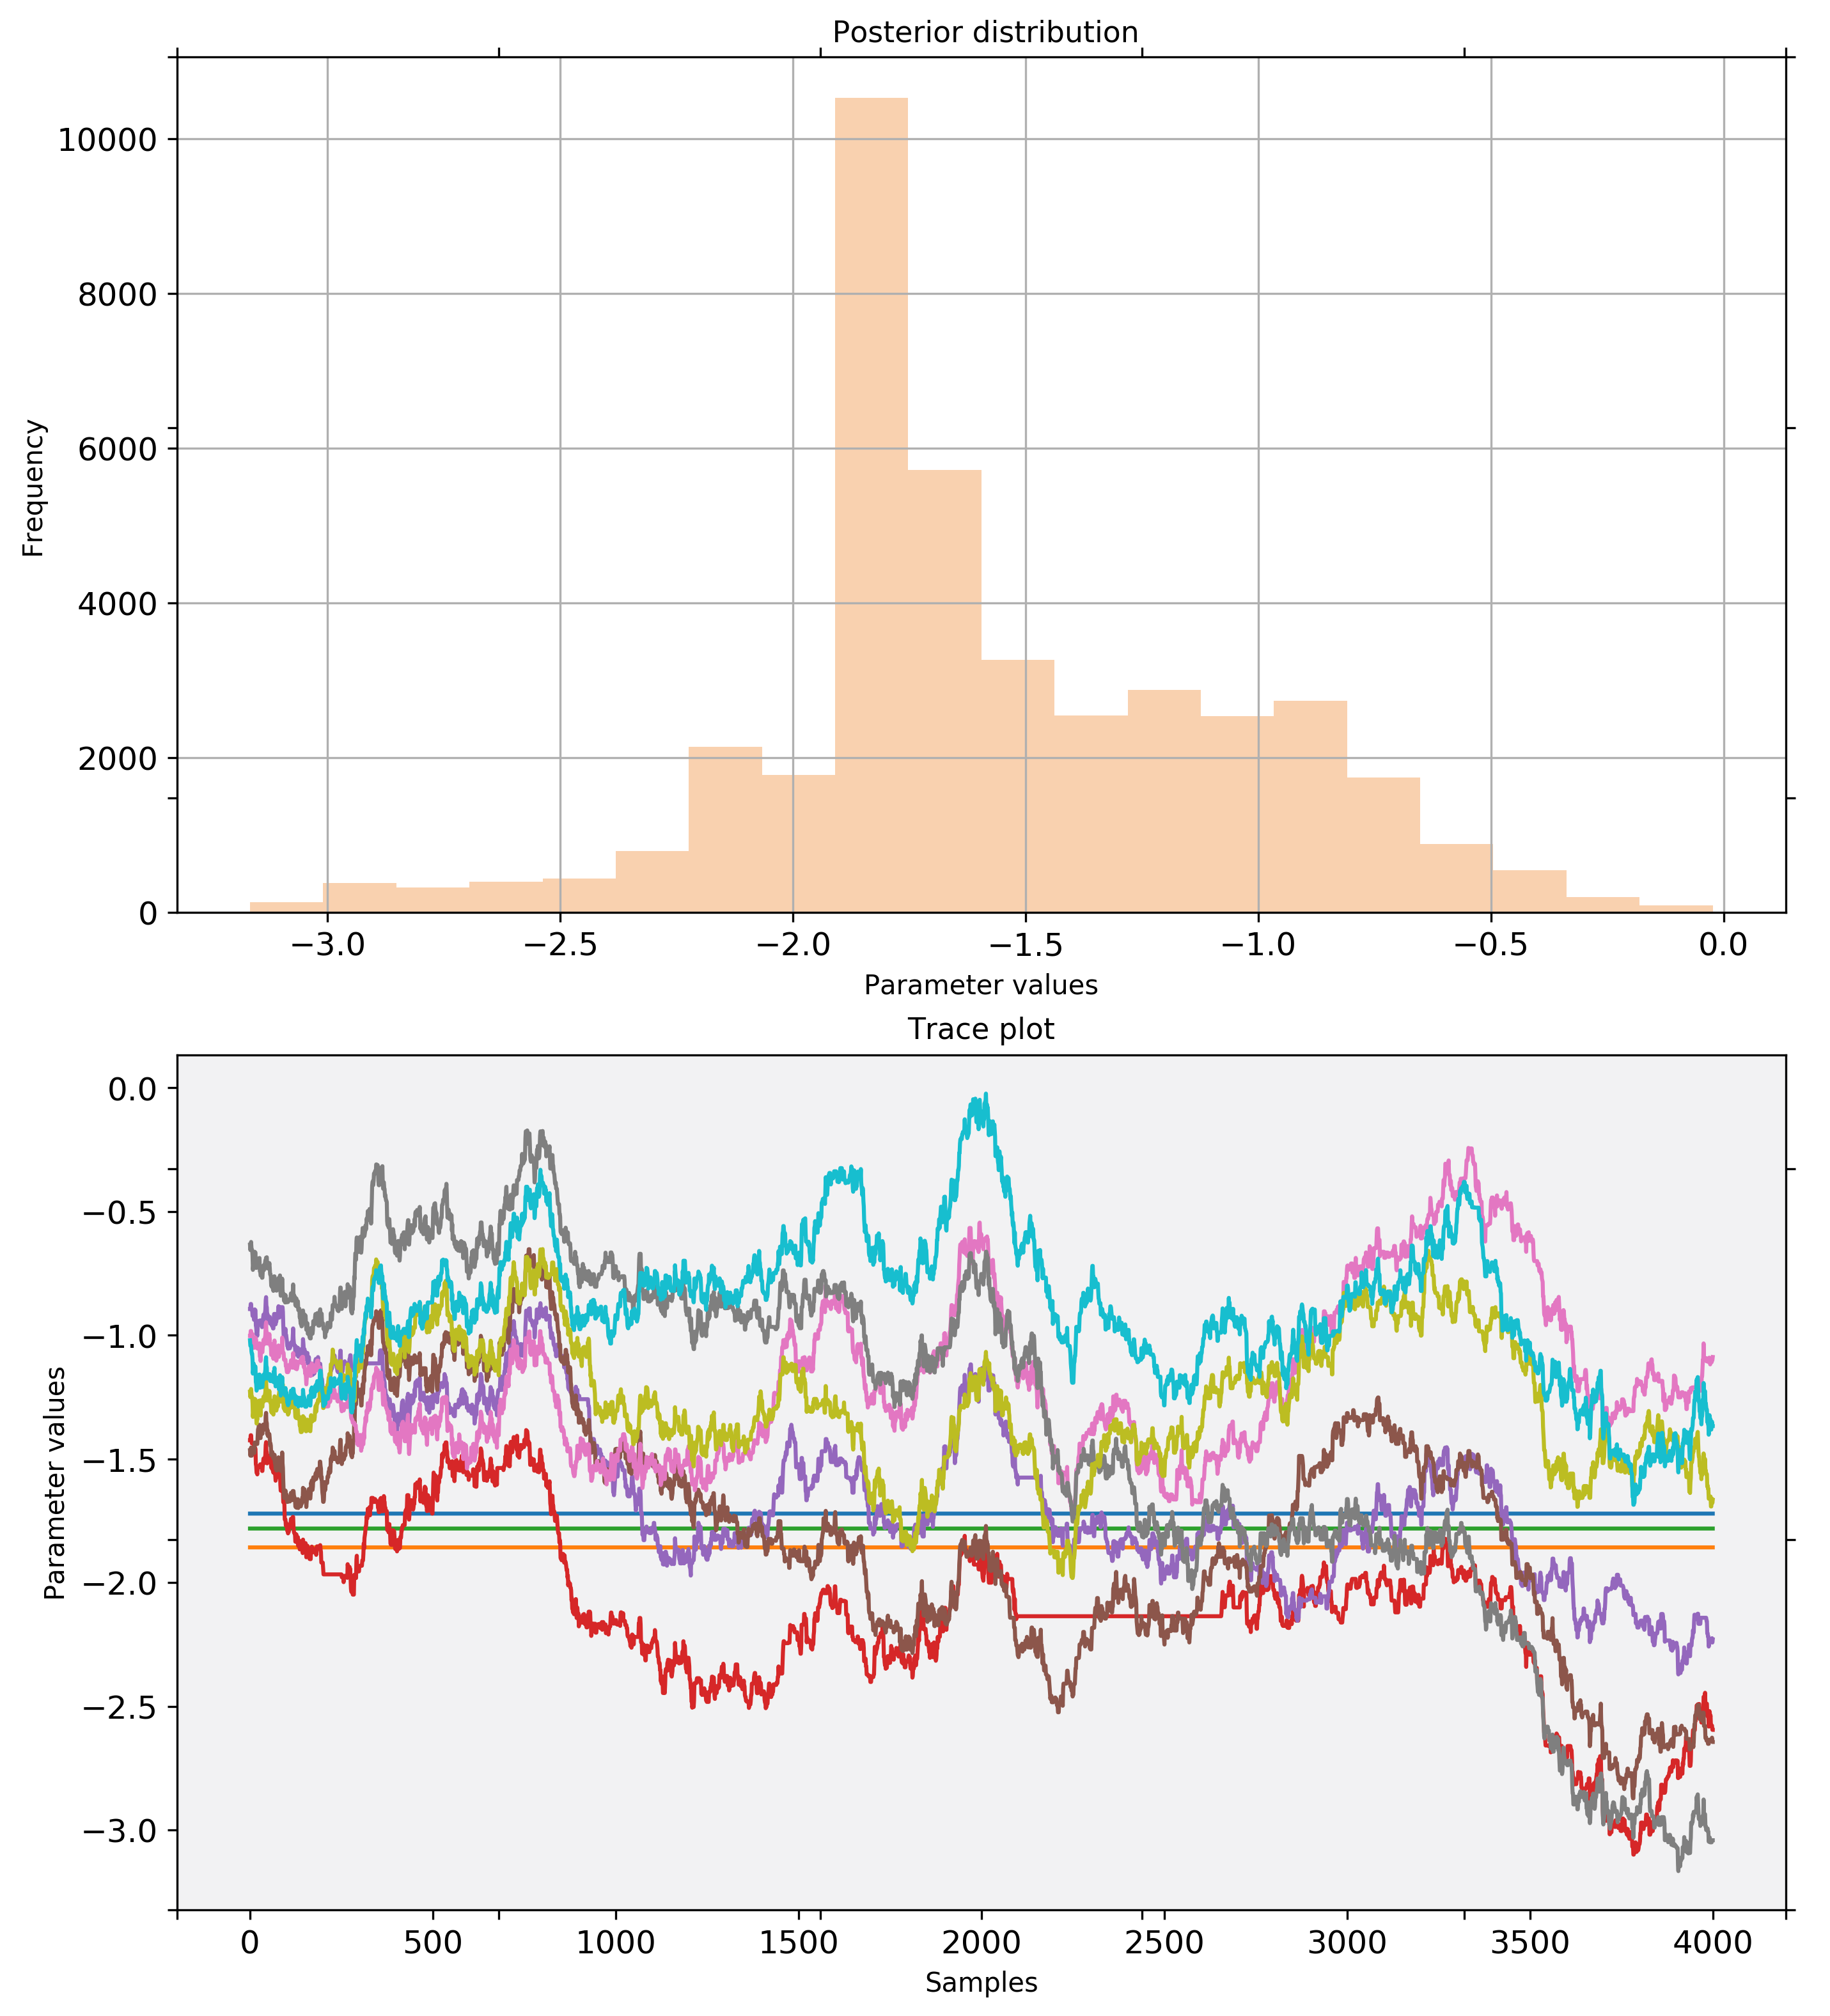 Posterior distribution
10000
8000
6000
4000
2000
0
Frequency
−3.0 −2.5 −2.0 −1.5 −1.0 −0.5 0.0
Parameter values
Trace plot
0.0
−0.5
−1.0
−1.5
−2.0
−2.5
−3.0
Parameter values
0 500 1000 1500 2000 2500 3000 3500 4000
Samples